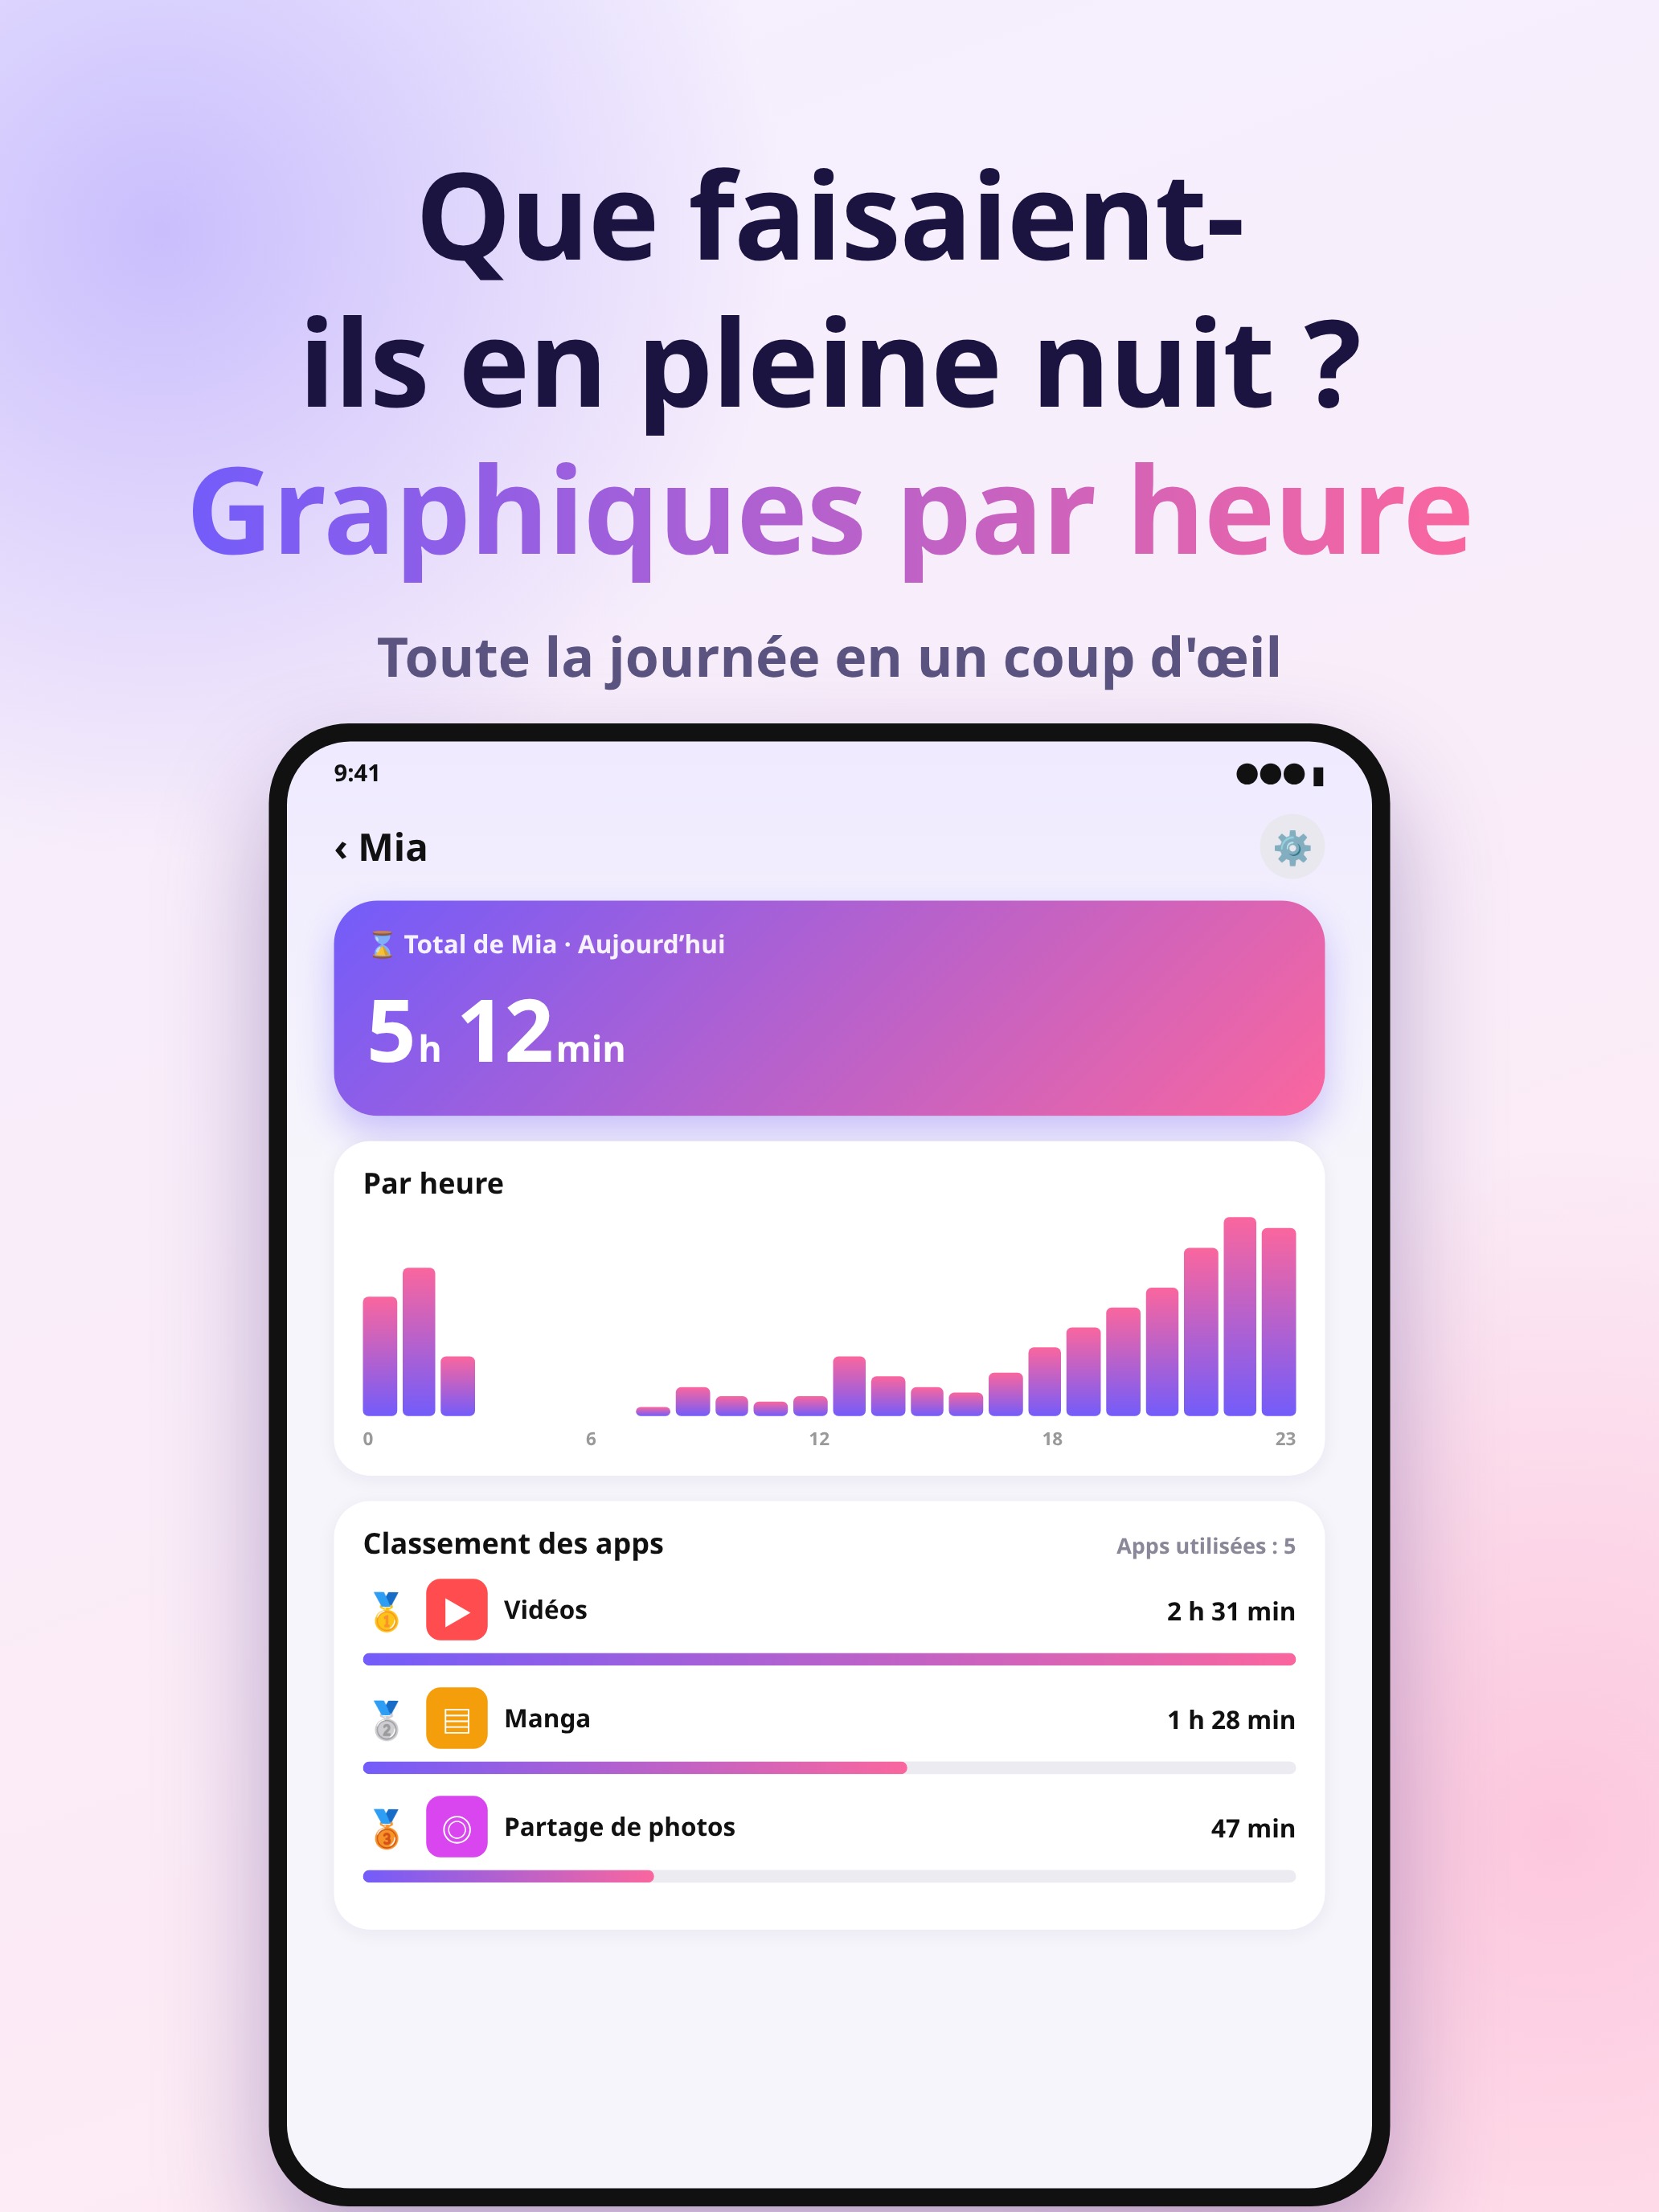 Que faisaient-
ils en pleine nuit ?
Graphiques par heure
Toute la journée en un coup d'œil
9:41
‹ Mia
⌛ Total de Mia · Aujourd’hui
5h 12min
Par heure
0 6 12 18 23
Classement des apps Apps utilisées : 5
🥇 Vidéos 2 h 31 min
🥈 Manga 1 h 28 min
🥉 Partage de photos 47 min